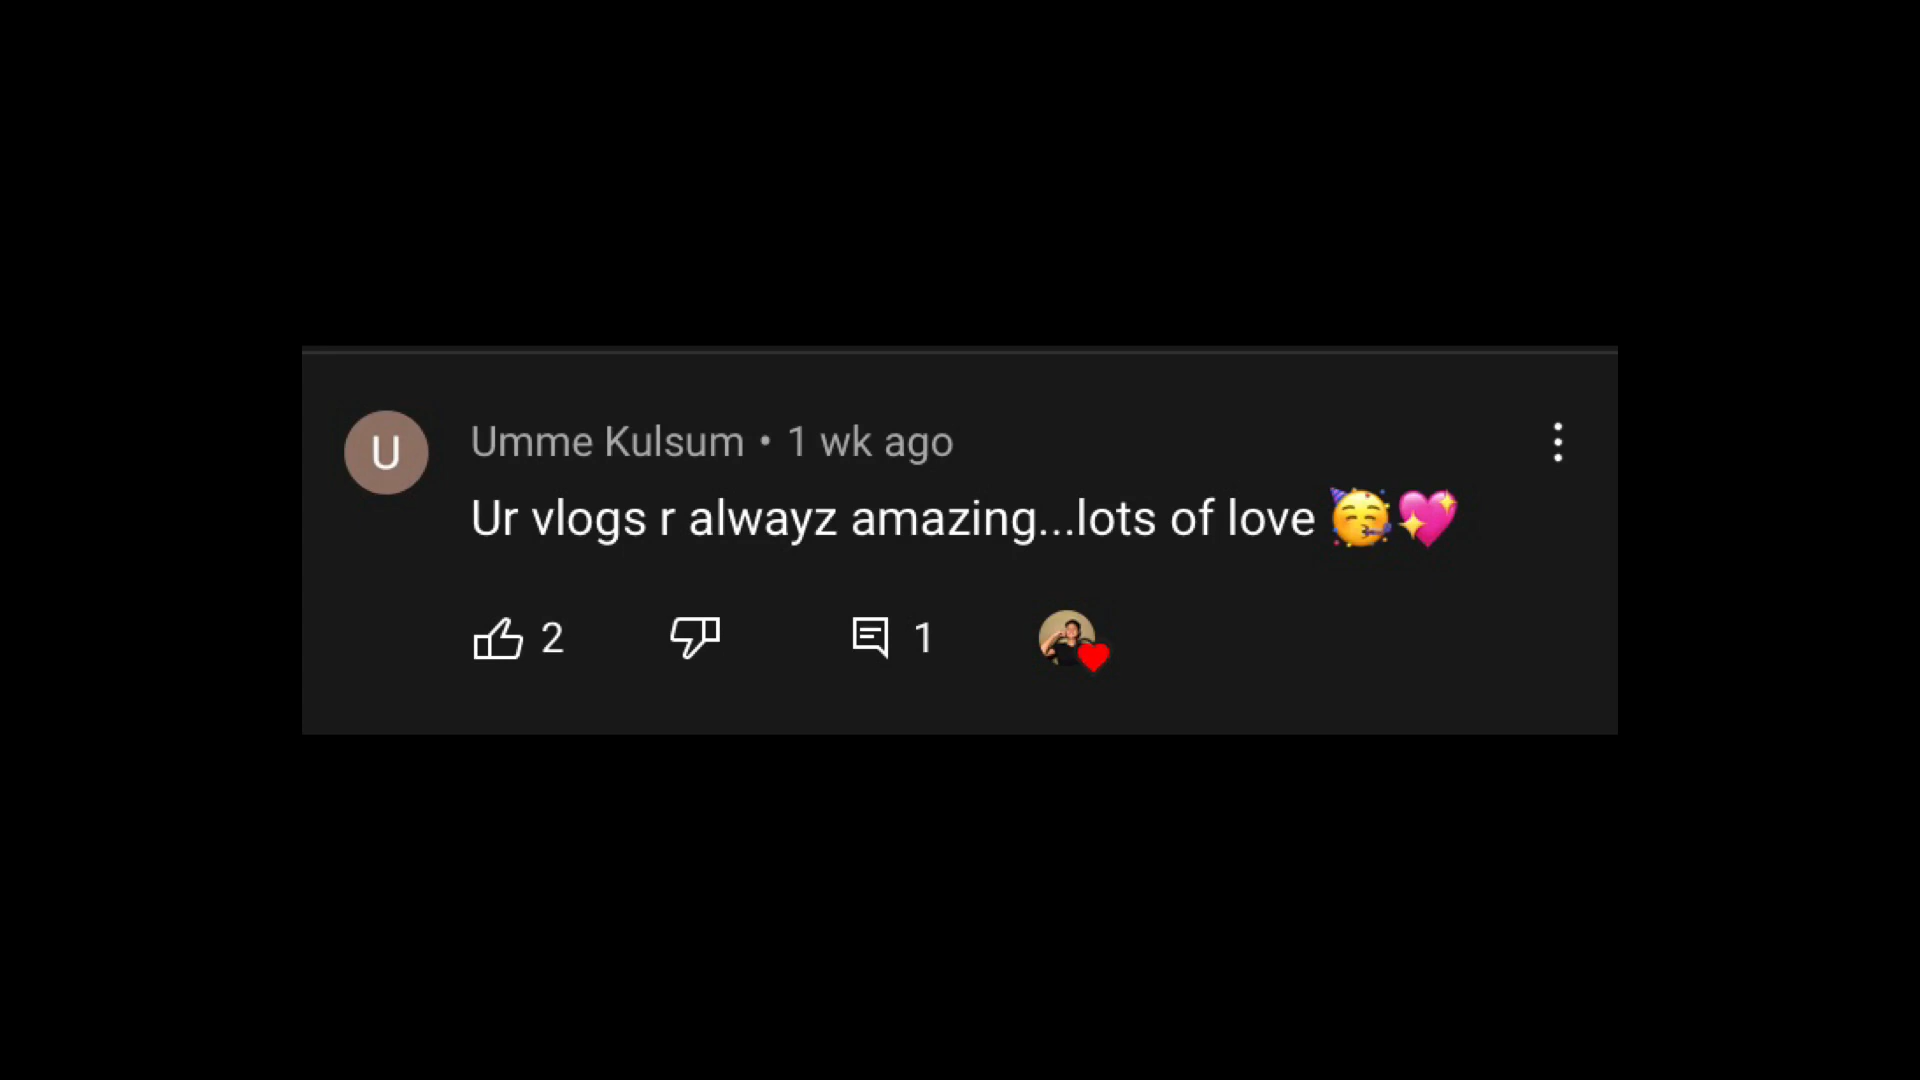 U
Umme Kulsum • 1 wk ago
Ur vlogs r alwayz amazing...lots of love 🥳💖
2
1